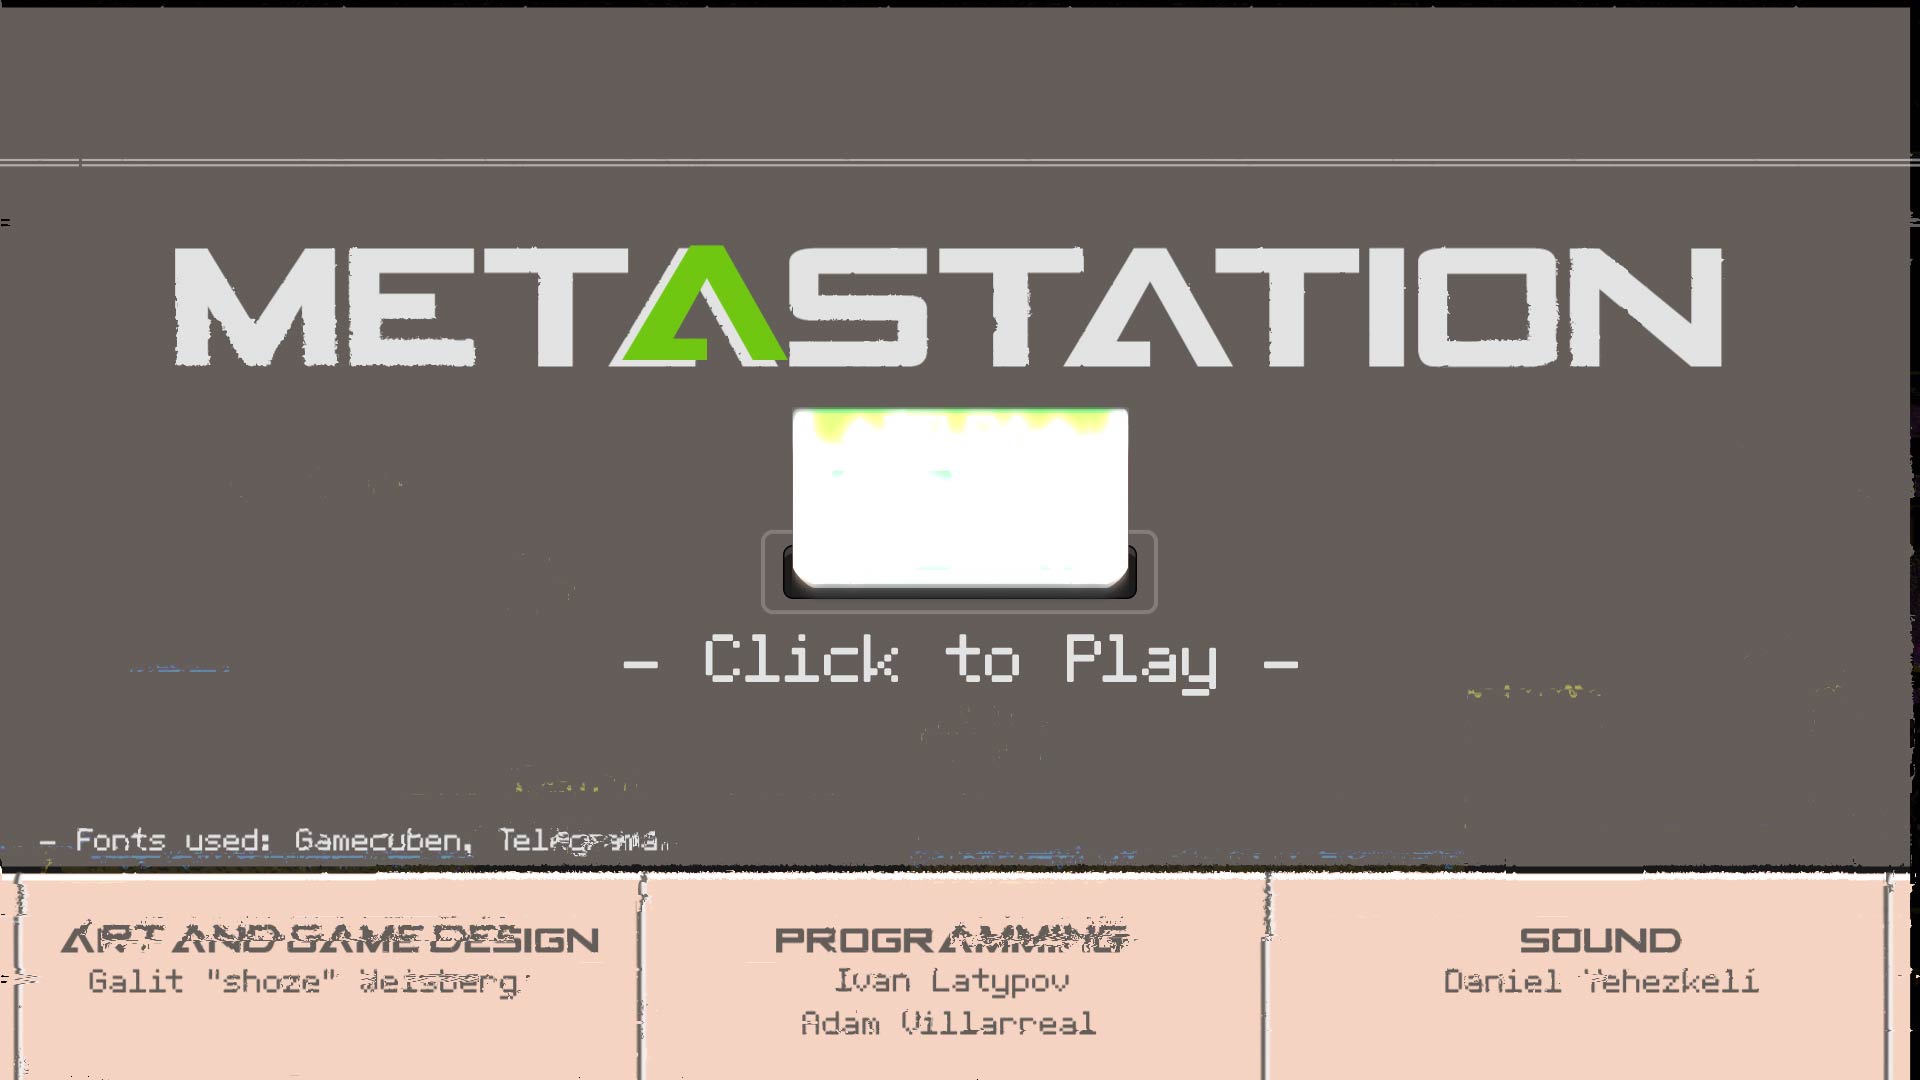 METASTATION
- Click to Play -
- Fonts used: Gamecuben, Telegrama.
ART AND GAME DESIGN
Galit "shoze" Weisberg
PROGRAMMING
Ivan Latypov
Adam Villarreal
SOUND
Daniel Yehezkeli